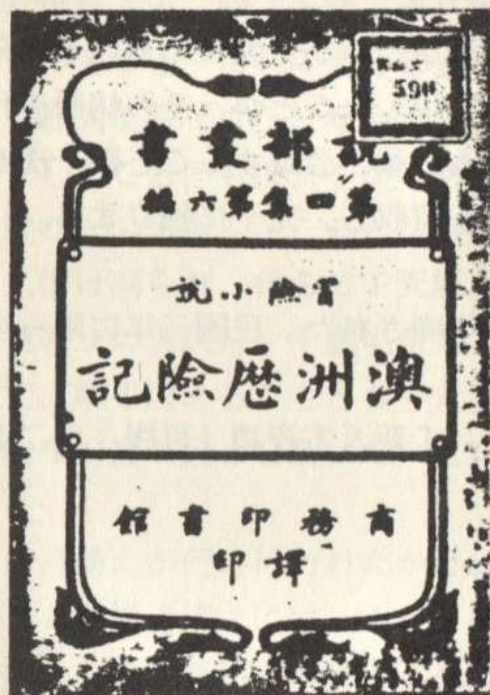 說部叢書
第四集第六編
冒險小說
澳洲歷險記
商務印書館
譯印